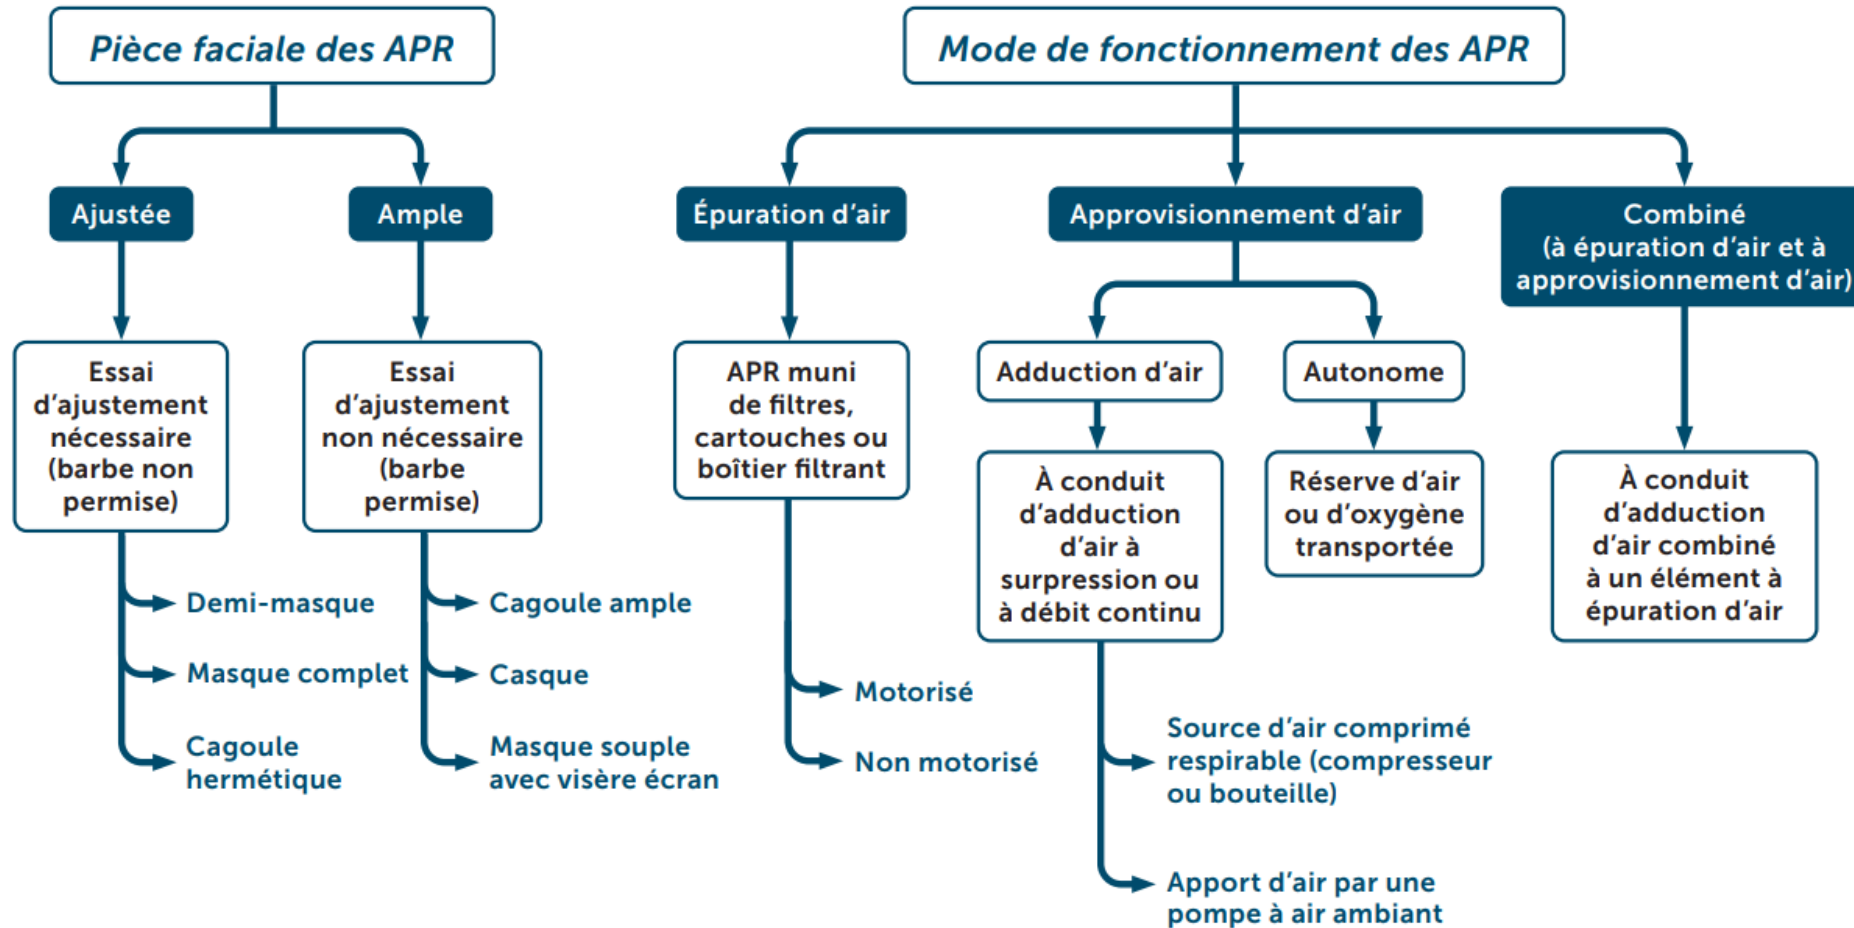 Pièce faciale des APR
Ajustée
Essai
d'ajustement
nécessaire
(barbe non
permise)
Demi-masque
Masque complet
Cagoule
hermétique
Ample
Essai
d'ajustement
non nécessaire
(barbe
permise)
Cagoule ample
Casque
Masque souple
avec visère écran
Mode de fonctionnement des APR
Épuration d'air
APR muni
de filtres,
cartouches ou
boîtier filtrant
Motorisé
Non motorisé
Approvisionnement d'air
Adduction d'air
À conduit
d'adduction
d'air à
surpression ou
à débit continu
Source d'air comprimé
respirable (compresseur
ou bouteille)
Apport d'air par une
pompe à air ambiant
Autonome
Réserve d'air
ou d'oxygène
transportée
Combiné
(à épuration d'air et à
approvisionnement d'air)
À conduit
d'adduction
d'air combiné
à un élément à
épuration d'air